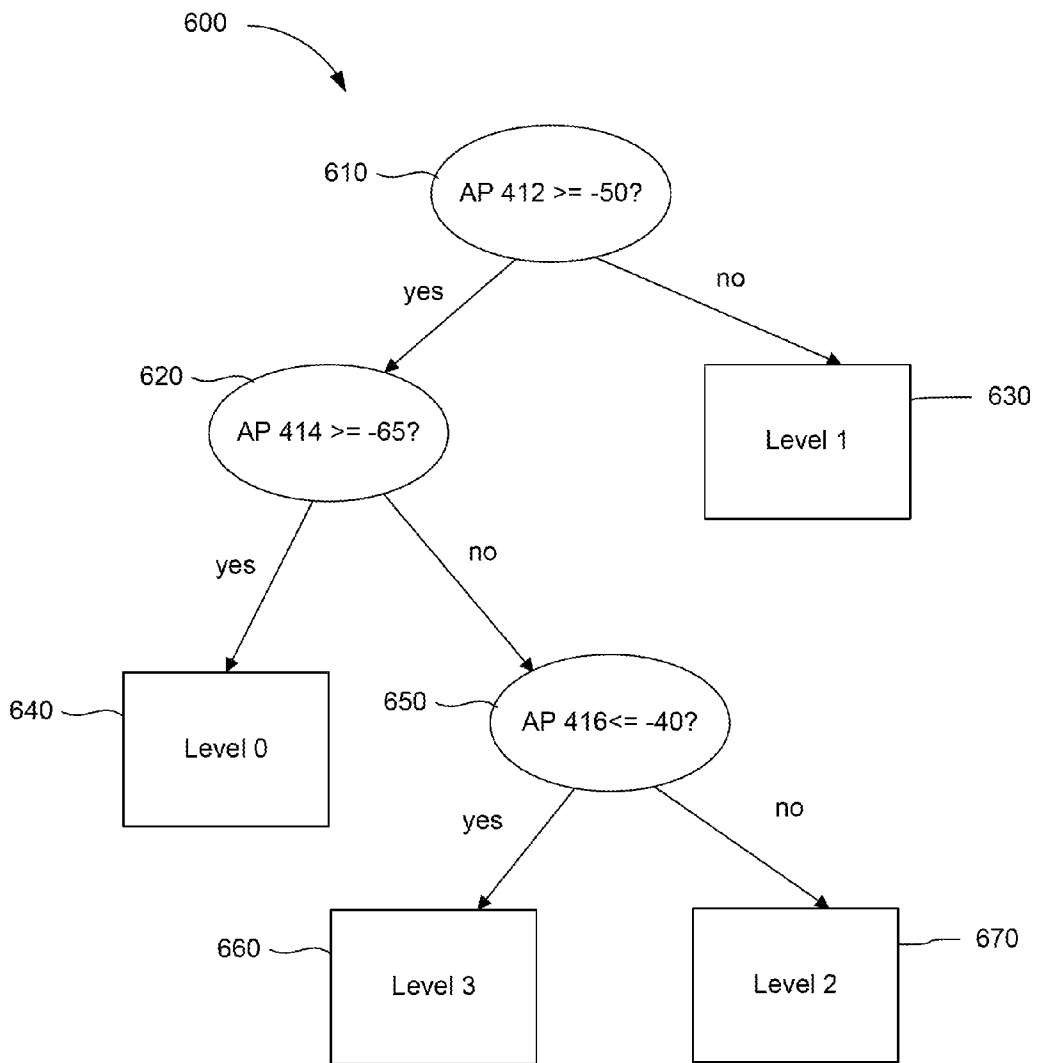 600
610
AP 412 >= -50?
yes
no
620
AP 414 >= -65?
630
Level 1
yes
no
640
Level 0
650
AP 416<= -40?
yes
no
660
Level 3
670
Level 2